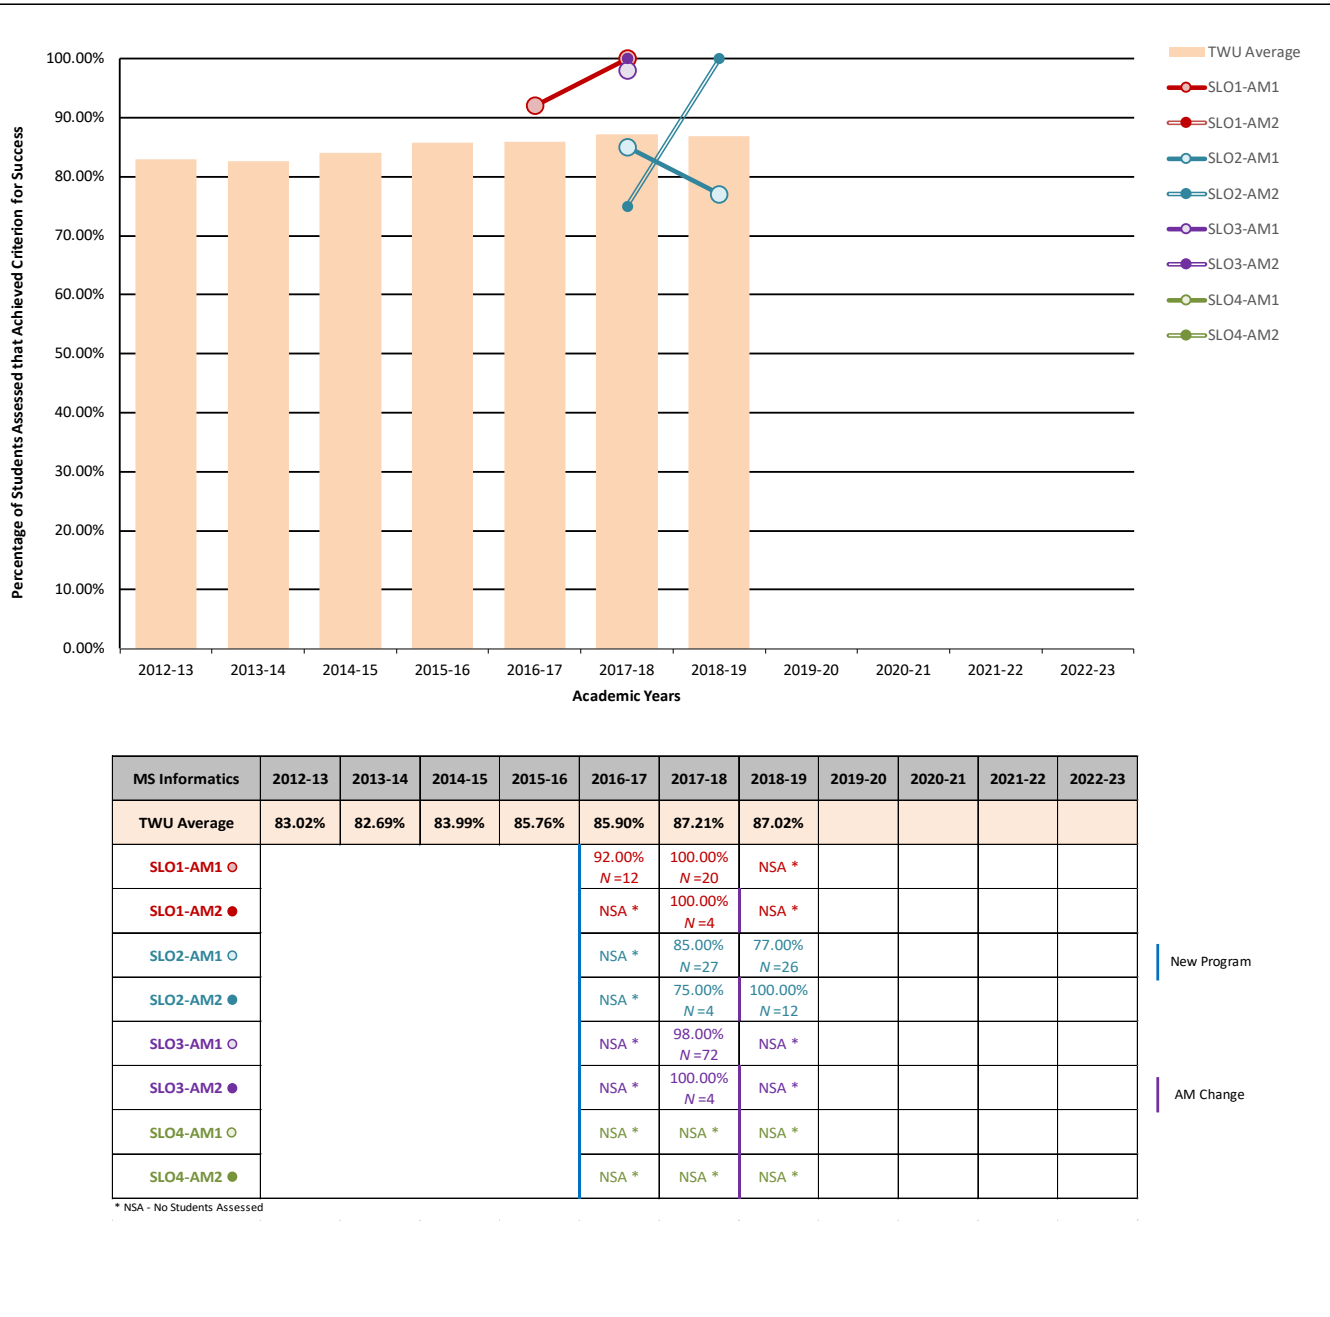 Percentage of Students Assessed that Achieved Criterion for Success
100.00%
90.00%
80.00%
70.00%
60.00%
50.00%
40.00%
30.00%
20.00%
10.00%
0.00%
2012-13 2013-14 2014-15 2015-16 2016-17 2017-18 2018-19 2019-20 2020-21 2021-22 2022-23
Academic Years
TWU Average
SLO1-AM1
SLO1-AM2
SLO2-AM1
SLO2-AM2
SLO3-AM1
SLO3-AM2
SLO4-AM1
SLO4-AM2
MS Informatics 2012-13 2013-14 2014-15 2015-16 2016-17 2017-18 2018-19 2019-20 2020-21 2021-22 2022-23
TWU Average 83.02% 82.69% 83.99% 85.76% 85.90% 87.21% 87.02%
SLO1-AM1 92.00% N =12 100.00% N =20 NSA *
SLO1-AM2 NSA * 100.00% N =4 NSA *
SLO2-AM1 NSA * 85.00% N =27 77.00% N =26
SLO2-AM2 NSA * 75.00% N =4 100.00% N =12
SLO3-AM1 NSA * 98.00% N =72 NSA *
SLO3-AM2 NSA * 100.00% N =4 NSA *
SLO4-AM1 NSA * NSA * NSA *
SLO4-AM2 NSA * NSA * NSA *
* NSA - No Students Assessed
New Program
AM Change